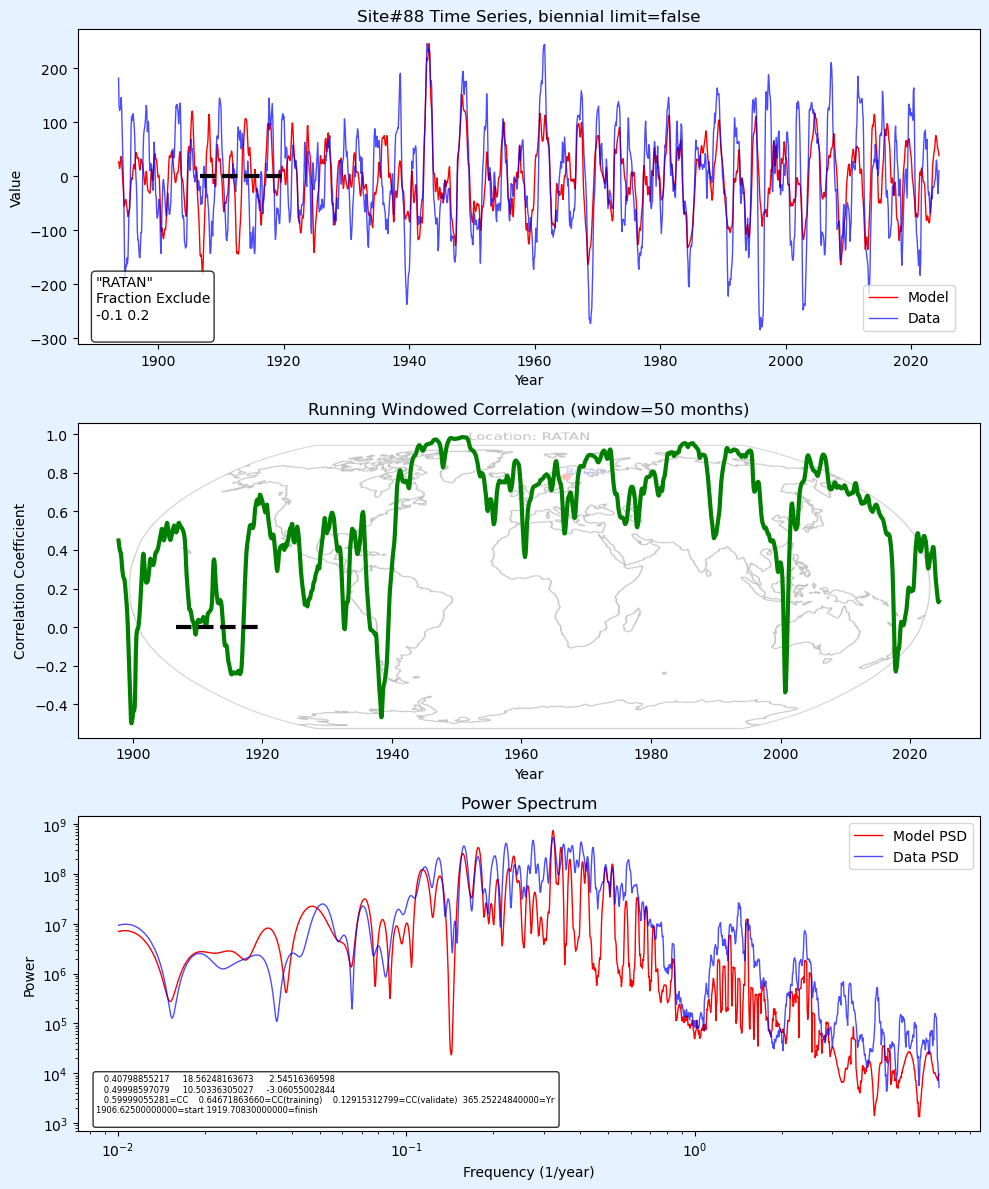 Site#88 Time Series, biennial limit=false
Value
200
100
0
−100
−200
−300
"RATAN"
Fraction Exclude
-0.1 0.2
Model
Data
1900 1920 1940 1960 1980 2000 2020
Year
Running Windowed Correlation (window=50 months)
Location: RATAN
Correlation Coefficient
1.0
0.8
0.6
0.4
0.2
0.0
−0.2
−0.4
1900 1920 1940 1960 1980 2000 2020
Year
Power Spectrum
Power
10⁹
10⁸
10⁷
10⁶
10⁵
10⁴
10³
Model PSD
Data PSD
0.40798855217 18.56248163673 2.54516369598
0.49998597079 10.50336305027 -3.06055002844
0.59999055281=CC 0.64671863660=CC(training) 0.12915312799=CC(validate) 365.25224840000=Yr
1906.62500000000=start 1919.70830000000=finish
10⁻² 10⁻¹ 10⁰
Frequency (1/year)